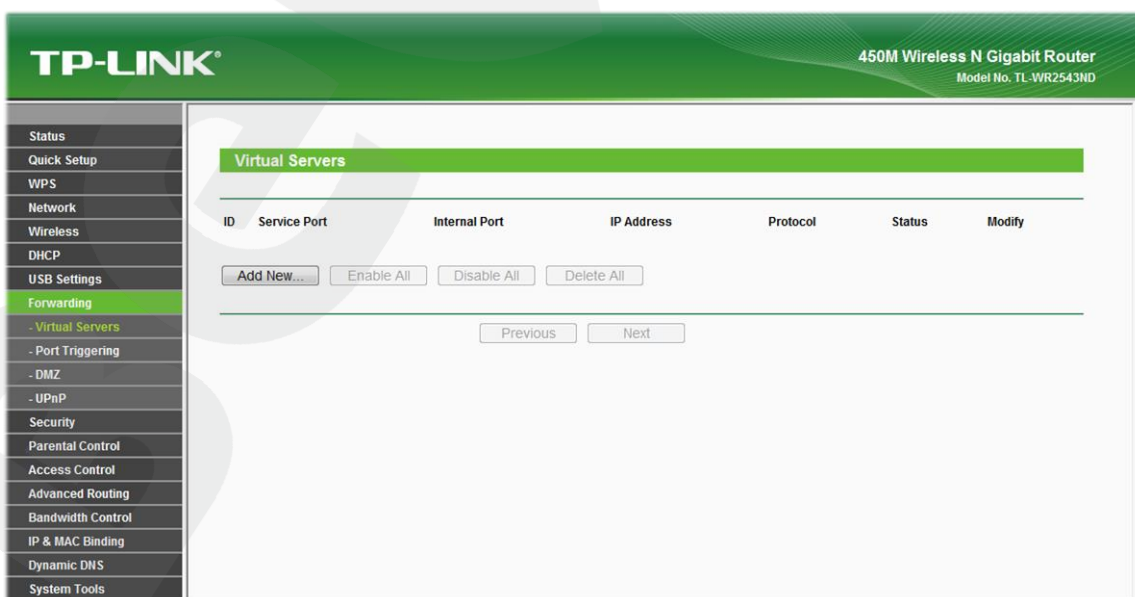 TP-LINK®
450M Wireless N Gigabit Router
Model No. TL-WR2543ND
Status
Quick Setup
WPS
Network
Wireless
DHCP
USB Settings
Forwarding
- Virtual Servers
- Port Triggering
- DMZ
- UPnP
Security
Parental Control
Access Control
Advanced Routing
Bandwidth Control
IP & MAC Binding
Dynamic DNS
System Tools
Virtual Servers
ID Service Port Internal Port IP Address Protocol Status Modify
Add New... Enable All Disable All Delete All
Previous Next